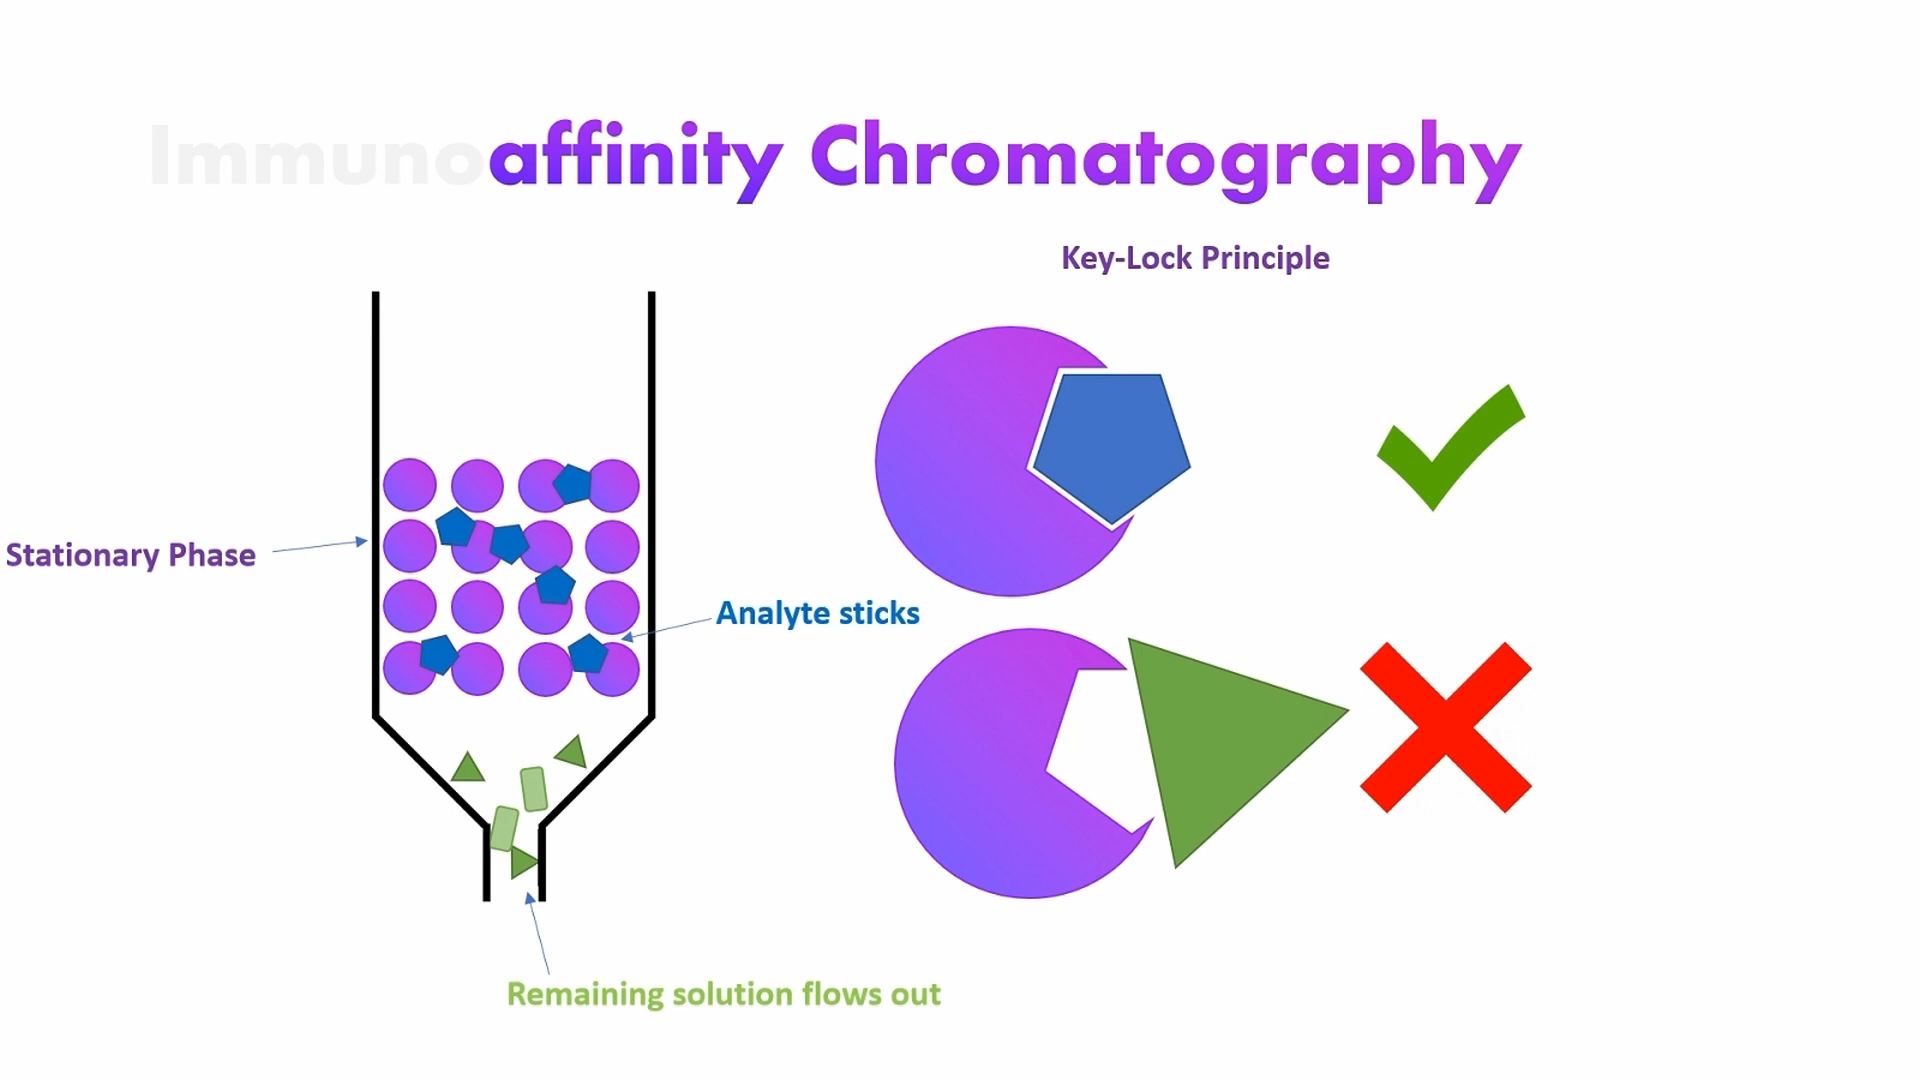 Immunoaffinity Chromatography
Key-Lock Principle
Stationary Phase
Analyte sticks
Remaining solution flows out